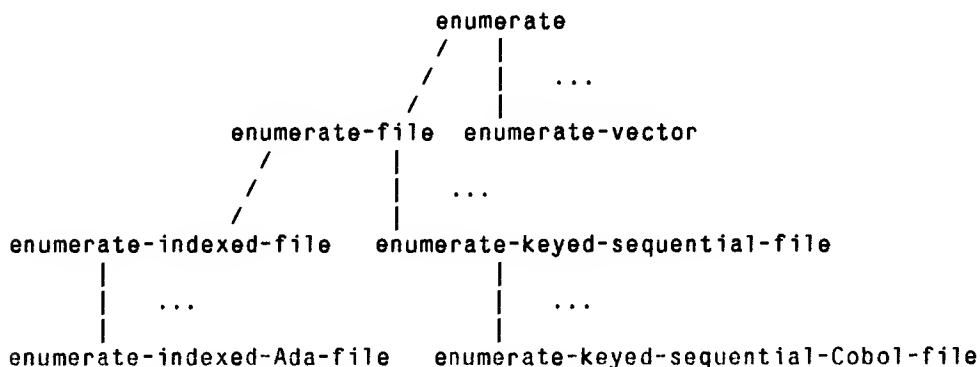 enumerate
...
enumerate-file enumerate-vector
...
enumerate-indexed-file enumerate-keyed-sequential-file
... ...
enumerate-indexed-Ada-file enumerate-keyed-sequential-Cobol-file